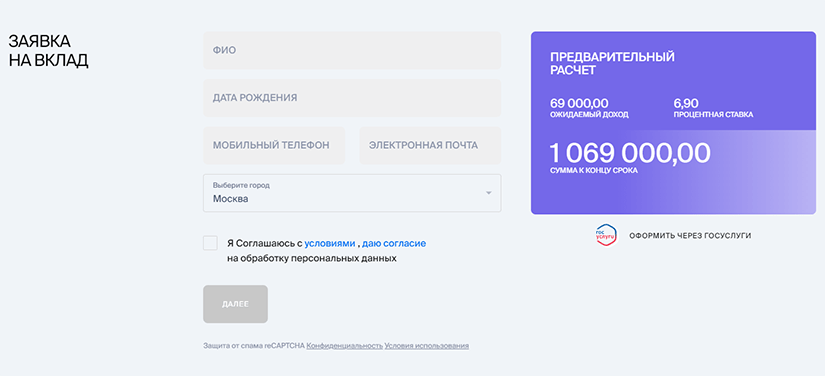 ЗАЯВКА
НА ВКЛАД
ФИО
ДАТА РОЖДЕНИЯ
МОБИЛЬНЫЙ ТЕЛЕФОН
ЭЛЕКТРОННАЯ ПОЧТА
Выберите город
Москва
Я Соглашаюсь с условиями , даю согласие
на обработку персональных данных
ДАЛЕЕ
Защита от спама reCAPTCHA Конфиденциальность Условия использования
ПРЕДВАРИТЕЛЬНЫЙ
РАСЧЕТ
69 000,00
ОЖИДАЕМЫЙ ДОХОД
6,90
ПРОЦЕНТНАЯ СТАВКА
1 069 000,00
СУММА К КОНЦУ СРОКА
гос
услуги
ОФОРМИТЬ ЧЕРЕЗ ГОСУСЛУГИ